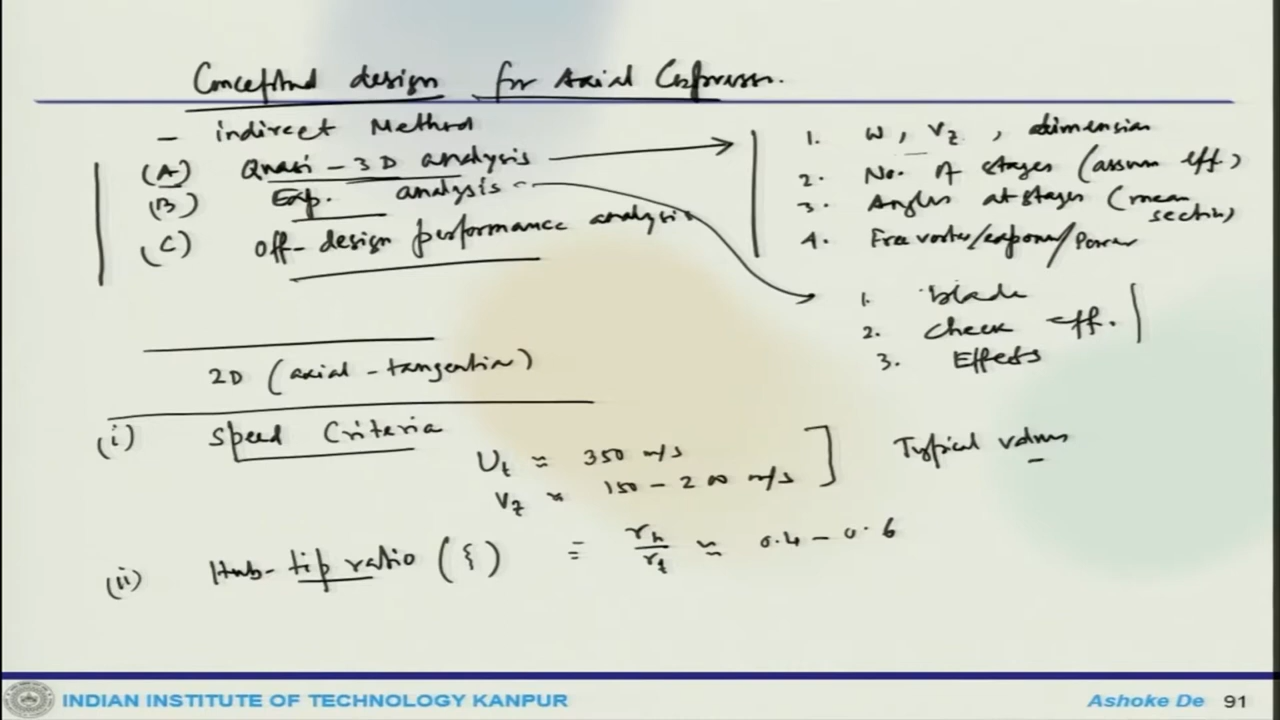 Conceptual design for Axial Compressor.
- indirect Method
(A) Quasi-3D analysis
(B) Exp. analysis
(C) Off-design performance analysis
1. ω, Vz, dimension
2. No. of stages (assum eff)
3. Angles at stages (mean section)
4. Free vortex/expone/Power
1. blade
2. check eff.
3. Effects
2D (axial-tangential)
(i) Speed Criteria
Ut ≈ 350 m/s
Vz ≈ 150-200 m/s
Typical values
(ii) Hub-tip ratio (ξ) = rh/rt ≈ 0.4-0.6
INDIAN INSTITUTE OF TECHNOLOGY KANPUR
Ashoke De 91